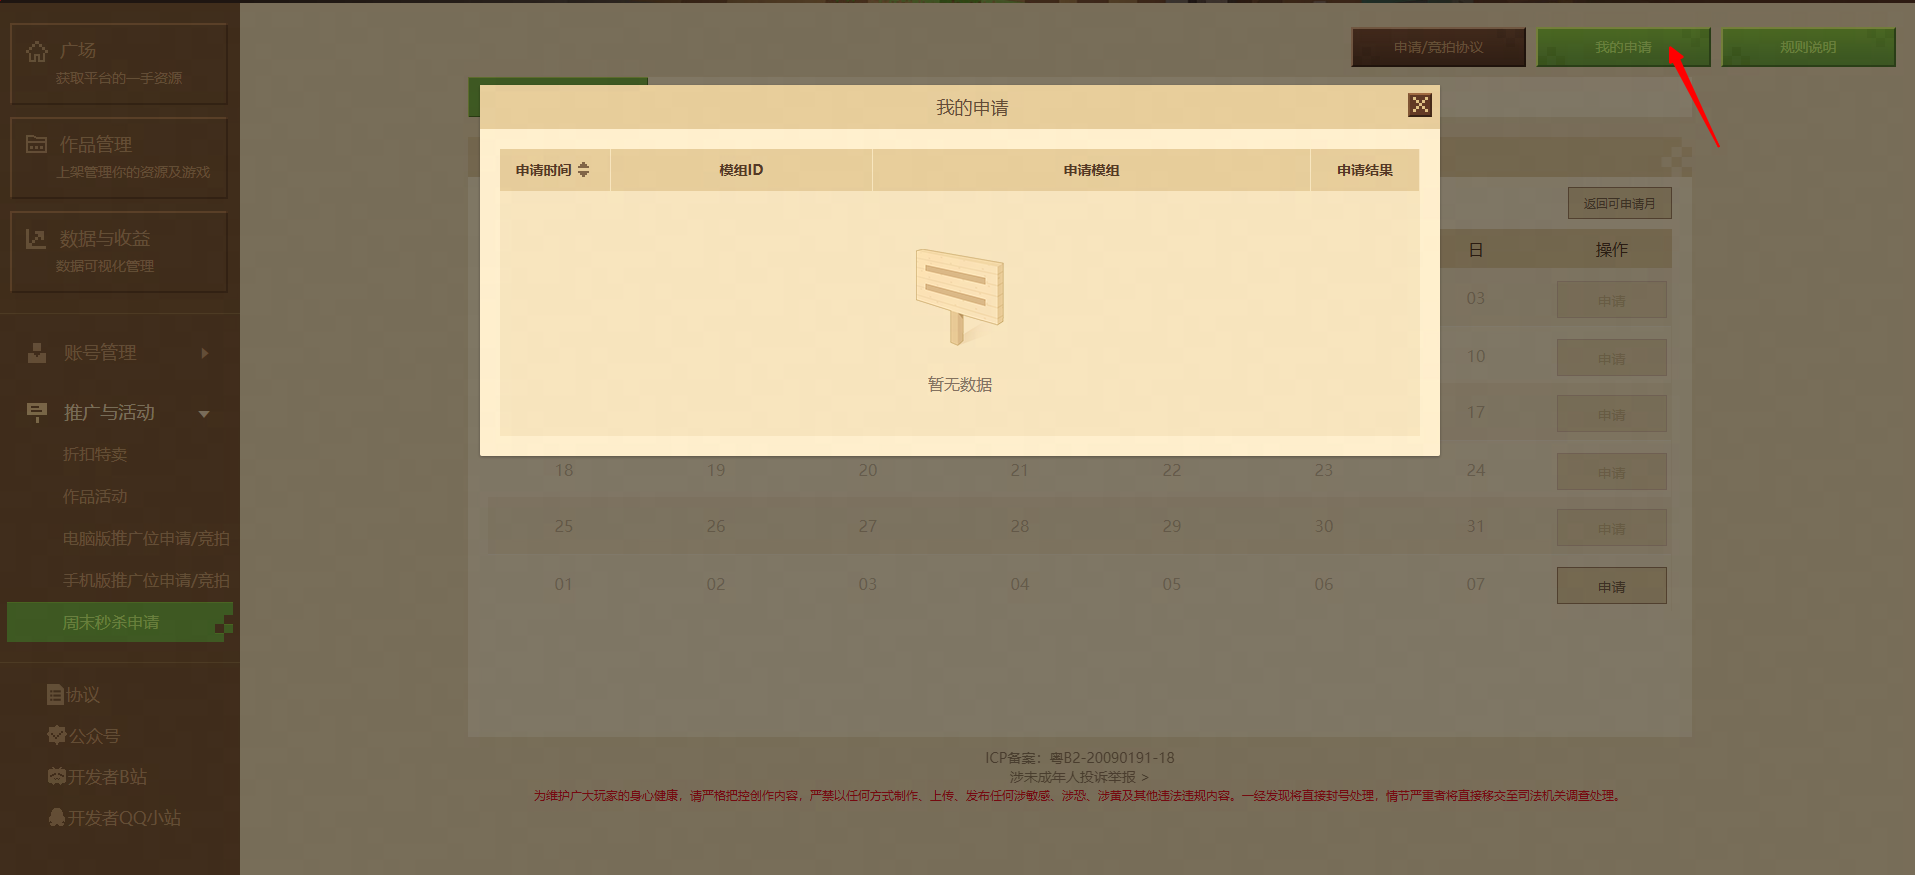 广场
获取平台的一手资源
作品管理
上架管理你的资源及游戏
数据与收益
数据可视化管理
账号管理
推广与活动
折扣特卖
作品活动
电脑版推广位申请/竞拍
手机版推广位申请/竞拍
周末秒杀申请
协议
公众号
开发者B站
开发者QQ小站
申请/竞拍协议
我的申请
规则说明
我的申请
申请时间 模组ID 申请模组 申请结果
暂无数据
返回可申请月
日 操作
03 申请
10 申请
17 申请
18 19 20 21 22 23 24 申请
25 26 27 28 29 30 31 申请
01 02 03 04 05 06 07 申请
ICP备案：粤B2-20090191-18
涉未成年人投诉举报 >
为维护广大玩家的身心健康，请严格把控创作内容，严禁以任何方式制作、上传、发布任何涉敏感、涉恐、涉黄及其他违法违规内容。一经发现将直接封号处理，情节严重者将直接移交至司法机关调查处理。